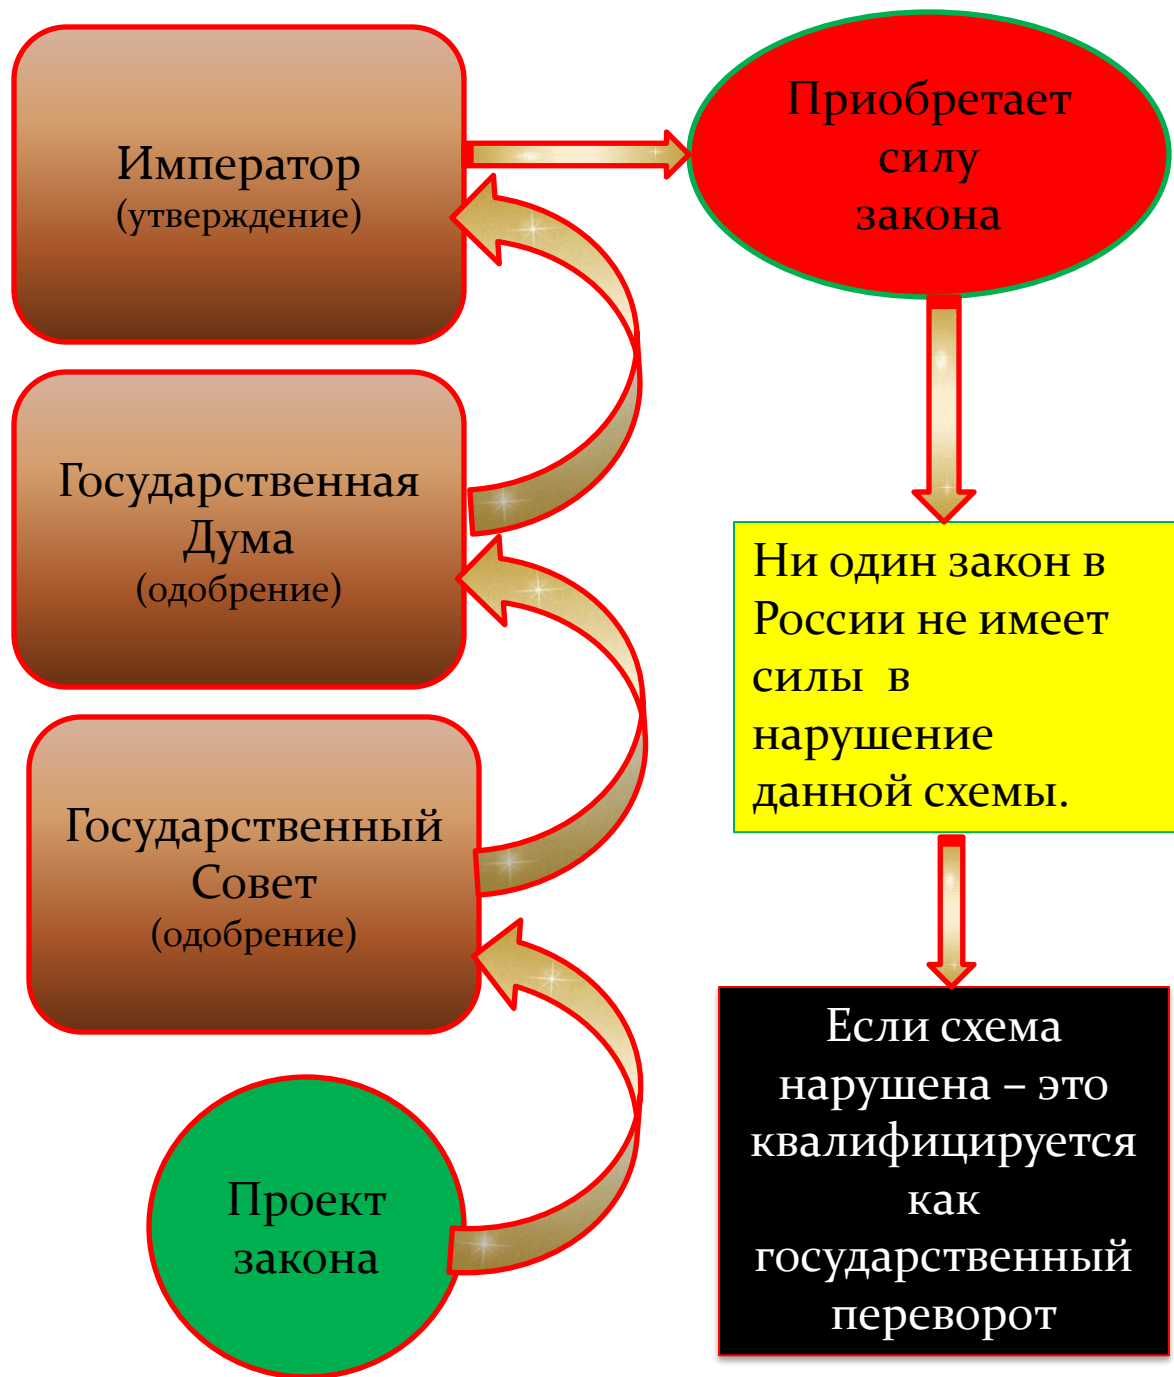 Император
(утверждение)
Приобретает
силу
закона
Государственная
Дума
(одобрение)
Ни один закон в
России не имеет
силы в
нарушение
данной схемы.
Государственный
Совет
(одобрение)
Если схема
нарушена – это
квалифицируется
как
государственный
переворот
Проект
закона